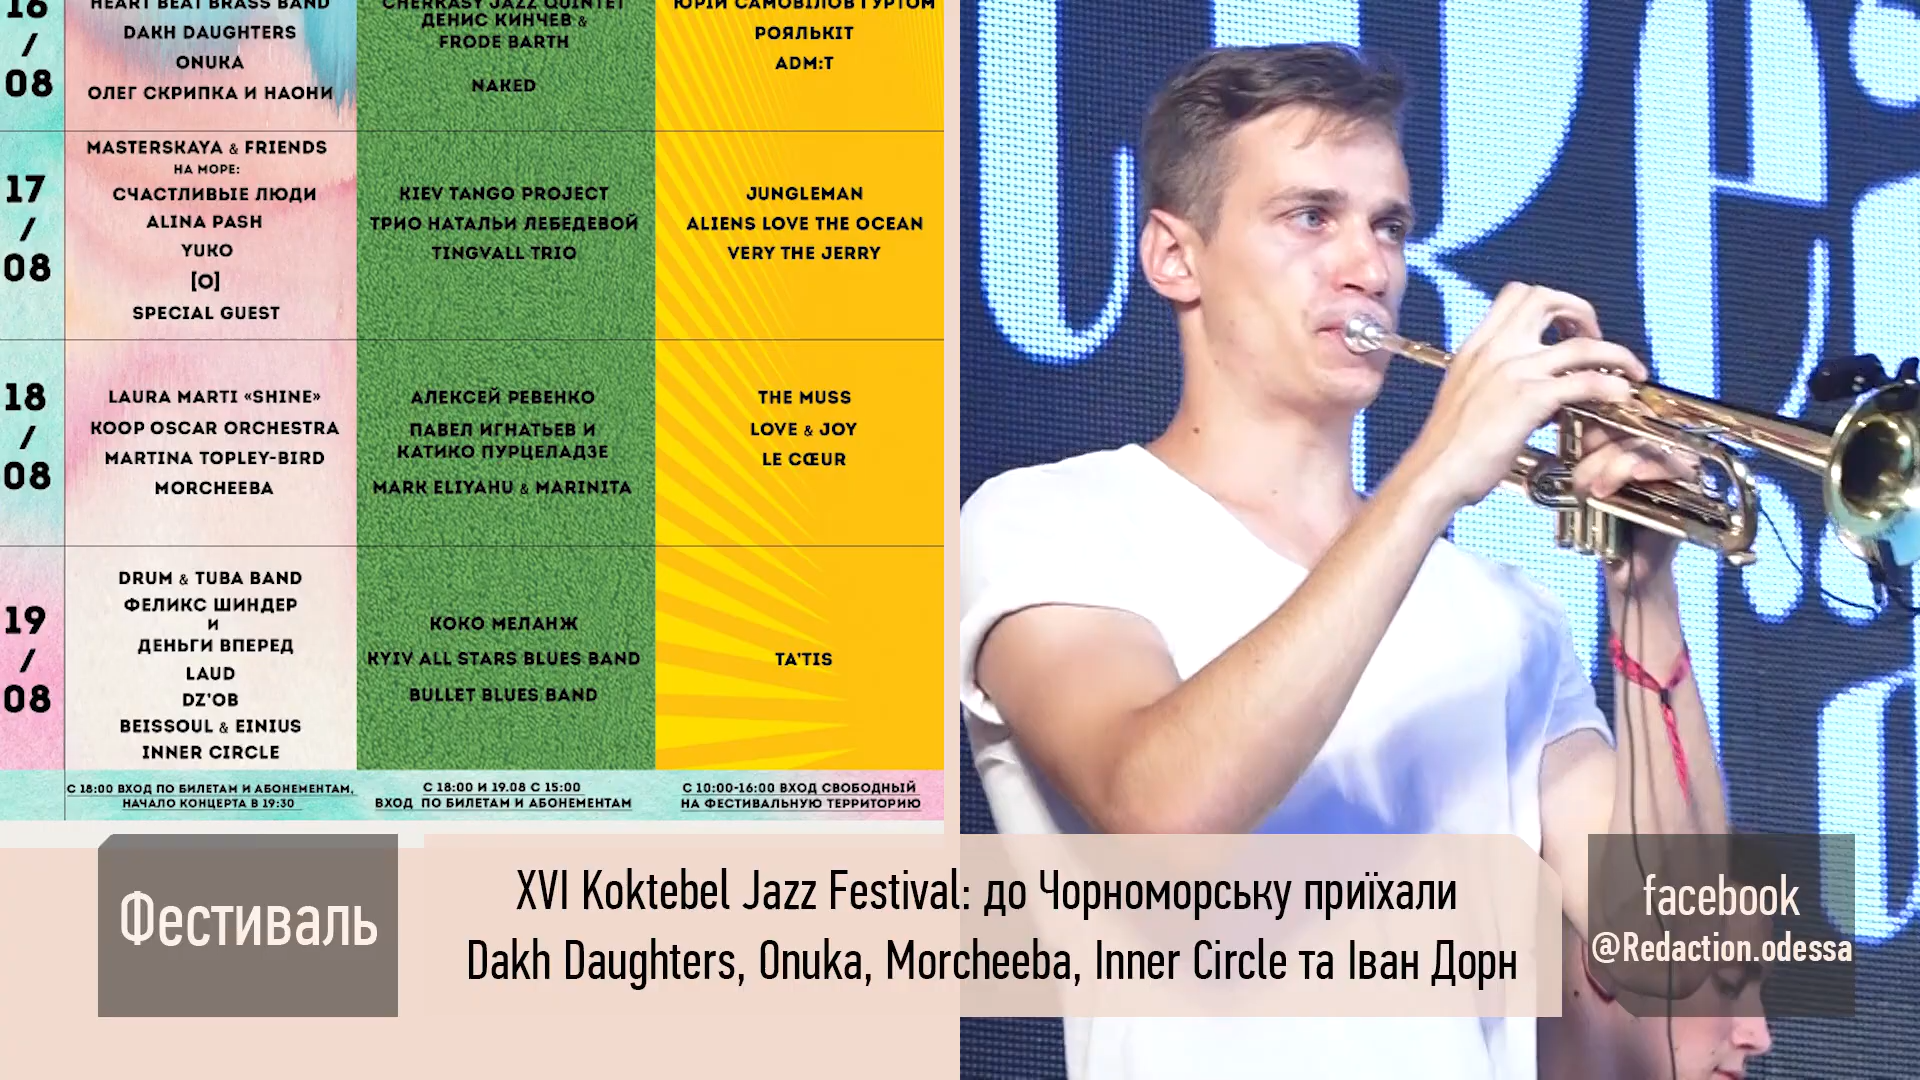 16
/
08
HEART BEAT BRASS BAND
DAKH DAUGHTERS
ONUKA
ОЛЕГ СКРИПКА И НАОНИ
CHERKASY JAZZ QUINTET
ДЕНИС КИНЧЕВ &
FRODE BARTH
NAKED
ЮРІЙ САМОВІЛОВ ГУРТОМ
РОЯЛЬКІТ
ADM:T
17
/
08
MASTERSKAYA & FRIENDS
НА МОРЕ:
СЧАСТЛИВЫЕ ЛЮДИ
ALINA PASH
YUKO
[O]
SPECIAL GUEST
KIEV TANGO PROJECT
ТРИО НАТАЛЬИ ЛЕБЕДЕВОЙ
TINGVALL TRIO
JUNGLEMAN
ALIENS LOVE THE OCEAN
VERY THE JERRY
18
/
08
LAURA MARTI «SHINE»
KOOP OSCAR ORCHESTRA
MARTINA TOPLEY-BIRD
MORCHEEBA
АЛЕКСЕЙ РЕВЕНКО
ПАВЕЛ ИГНАТЬЕВ И
КАТИКО ПУРЦЕЛАДЗЕ
MARK ELIYAHU & MARINITA
THE MUSS
LOVE & JOY
LE CŒUR
19
/
08
DRUM & TUBA BAND
ФЕЛИКС ШИНДЕР
И
ДЕНЬГИ ВПЕРЕД
LAUD
DZ'OB
BEISSOUL & EINIUS
INNER CIRCLE
КОКО МЕЛАНЖ
KYIV ALL STARS BLUES BAND
BULLET BLUES BAND
TA'TIS
С 18:00 ВХОД ПО БИЛЕТАМ И АБОНЕМЕНТАМ,
НАЧАЛО КОНЦЕРТА В 19:30
С 18:00 И 19.08 С 15:00
ВХОД ПО БИЛЕТАМ И АБОНЕМЕНТАМ
С 10:00-16:00 ВХОД СВОБОДНЫЙ
НА ФЕСТИВАЛЬНУЮ ТЕРРИТОРИЮ
Фестиваль
XVI Koktebel Jazz Festival: до Чорноморську приїхали
Dakh Daughters, Onuka, Morcheeba, Inner Circle та Іван Дорн
facebook
@Redaction.odessa